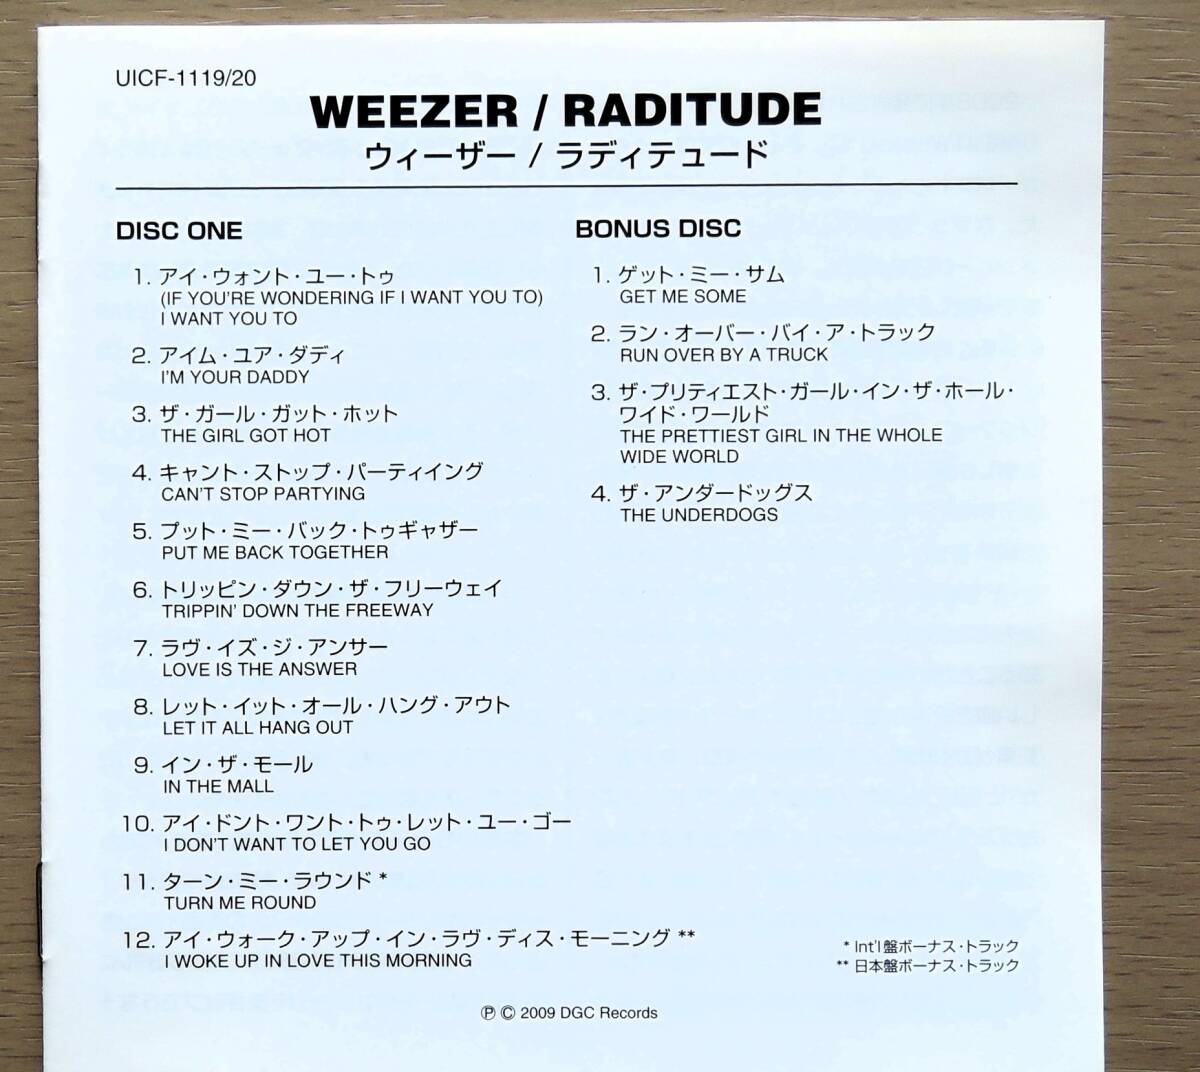 UICF-1119/20
WEEZER / RADITUDE
ウィーザー / ラディテュード
DISC ONE
1. アイ・ウォント・ユー・トゥ
(IF YOU'RE WONDERING IF I WANT YOU TO)
I WANT YOU TO
2. アイム・ユア・ダディ
I'M YOUR DADDY
3. ザ・ガール・ガット・ホット
THE GIRL GOT HOT
4. キャント・ストップ・パーティイング
CAN'T STOP PARTYING
5. プット・ミー・バック・トゥギャザー
PUT ME BACK TOGETHER
6. トリッピン・ダウン・ザ・フリーウェイ
TRIPPIN' DOWN THE FREEWAY
7. ラヴ・イズ・ジ・アンサー
LOVE IS THE ANSWER
8. レット・イット・オール・ハング・アウト
LET IT ALL HANG OUT
9. イン・ザ・モール
IN THE MALL
10. アイ・ドント・ワント・トゥ・レット・ユー・ゴー
I DON'T WANT TO LET YOU GO
11. ターン・ミー・ラウンド *
TURN ME ROUND
12. アイ・ウォーク・アップ・イン・ラヴ・ディス・モーニング **
I WOKE UP IN LOVE THIS MORNING
BONUS DISC
1. ゲット・ミー・サム
GET ME SOME
2. ラン・オーバー・バイ・ア・トラック
RUN OVER BY A TRUCK
3. ザ・プリティエスト・ガール・イン・ザ・ホール・
ワイド・ワールド
THE PRETTIEST GIRL IN THE WHOLE
WIDE WORLD
4. ザ・アンダードッグス
THE UNDERDOGS
* Int'l 盤ボーナス・トラック
** 日本盤ボーナス・トラック
Ⓟ © 2009 DGC Records